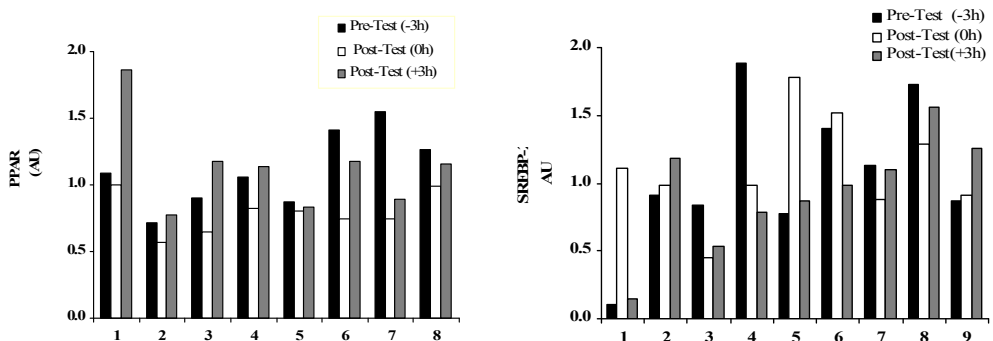 Pre-Test (-3h)
Post-Test (0h)
Post-Test (+3h)
2.0
1.5
1.0
0.5
0.0
PPAR
(AU)
1 2 3 4 5 6 7 8
Pre-Test (-3h)
Post-Test (0h)
Post-Test(+3h)
2.0
1.5
1.0
0.5
0.0
SREBP-
AU
1 2 3 4 5 6 7 8 9